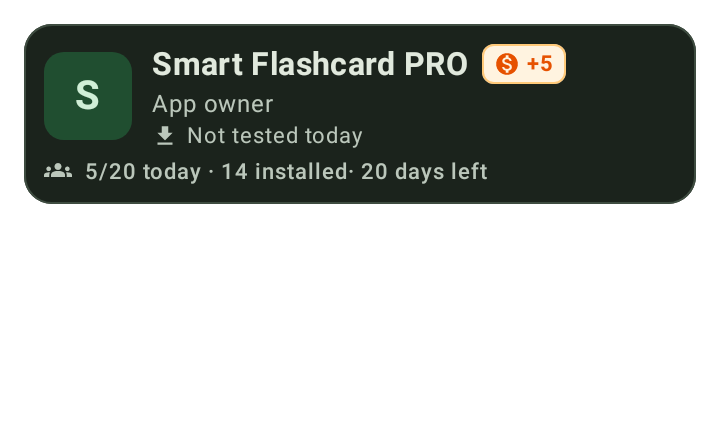 S
Smart Flashcard PRO
+5
App owner
Not tested today
5/20 today · 14 installed· 20 days left